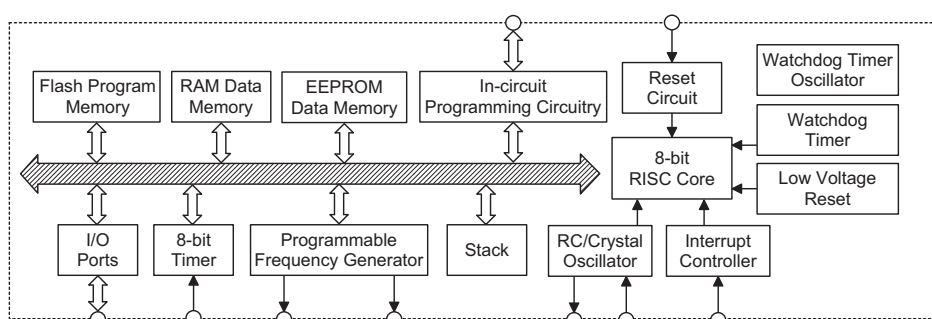 Flash Program
Memory
RAM Data
Memory
EEPROM
Data Memory
In-circuit
Programming Circuitry
Reset
Circuit
Watchdog Timer
Oscillator
8-bit
RISC Core
Watchdog
Timer
Low Voltage
Reset
I/O
Ports
8-bit
Timer
Programmable
Frequency Generator
Stack
RC/Crystal
Oscillator
Interrupt
Controller